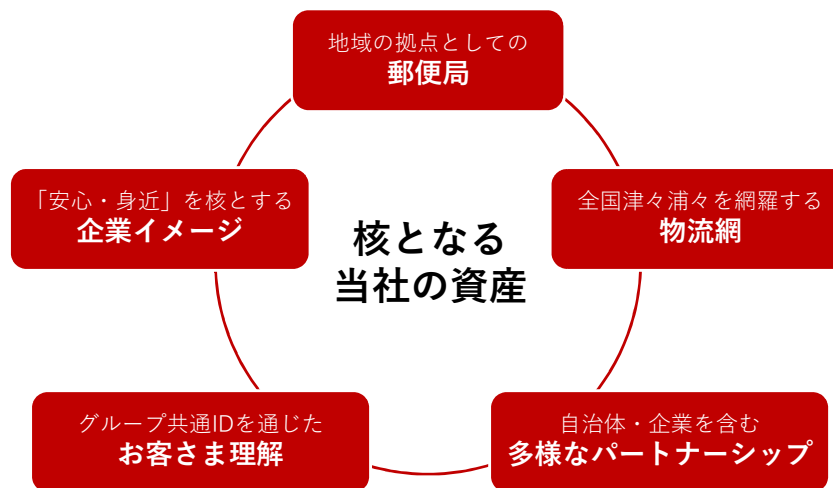 地域の拠点としての
郵便局
「安心・身近」を核とする
企業イメージ
全国津々浦々を網羅する
物流網
核となる
当社の資産
グループ共通IDを通じた
お客さま理解
自治体・企業を含む
多様なパートナーシップ